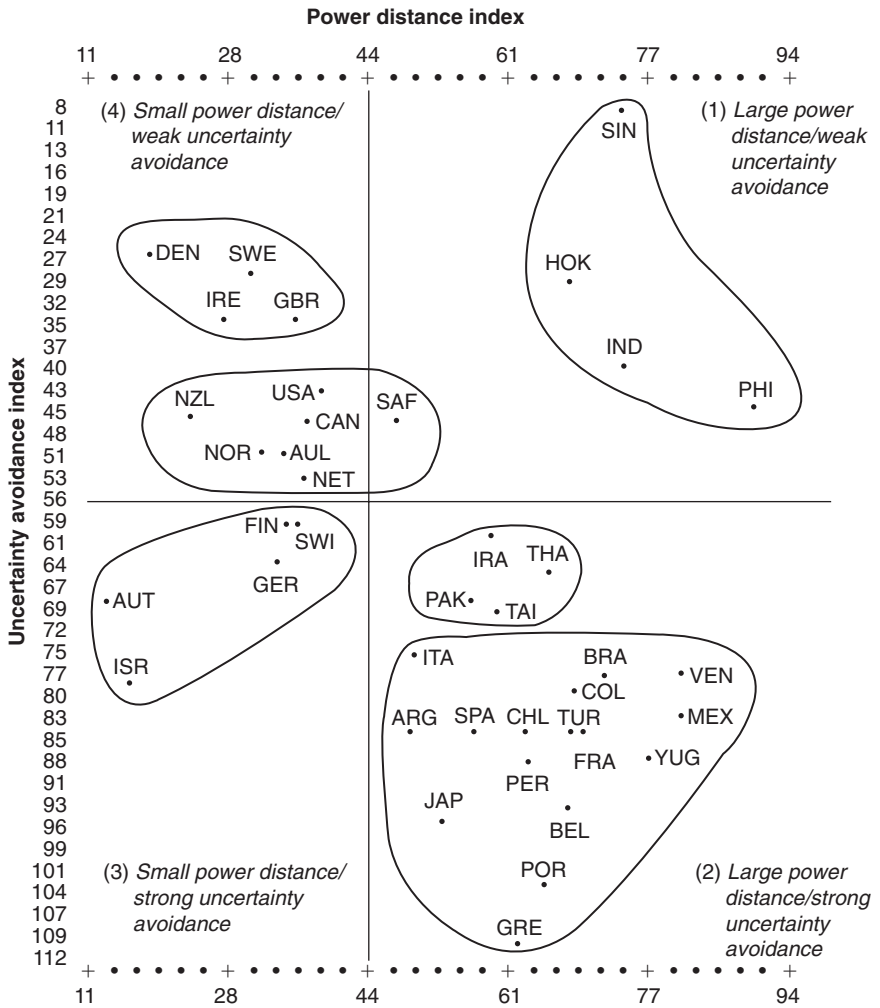 Power distance index
11 28 44 61 77 94
Uncertainty avoidance index
8
11
13
16
19
21
24
27
29
32
35
37
40
43
45
48
51
53
56
59
61
64
67
69
72
75
77
80
83
85
88
91
93
96
99
101
104
107
109
112
(4) Small power distance/
weak uncertainty
avoidance
(1) Large power
distance/weak
uncertainty
avoidance
SIN
DEN SWE
HOK
IRE GBR
IND
PHI
USA
NZL SAF
CAN
NOR AUL
NET
FIN
SWI
IRA THA
GER
AUT PAK TAI
ITA BRA
ISR VEN
COL
ARG SPA CHL TUR MEX
FRA YUG
PER
JAP
BEL
POR
(3) Small power distance/
strong uncertainty
avoidance
(2) Large power
distance/strong
uncertainty
avoidance
GRE
11 28 44 61 77 94